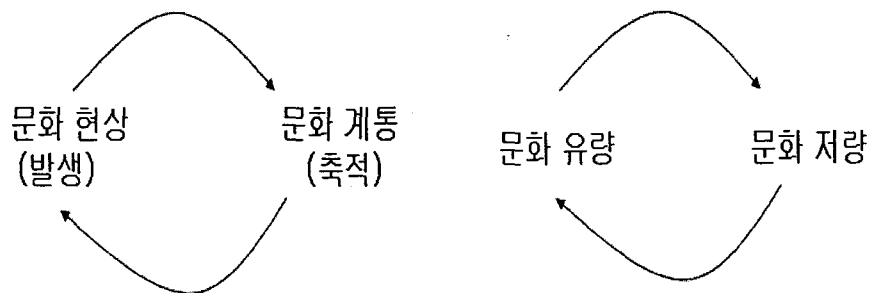 문화 현상
(발생)
문화 계통
(축적)
문화 유량
문화 저량